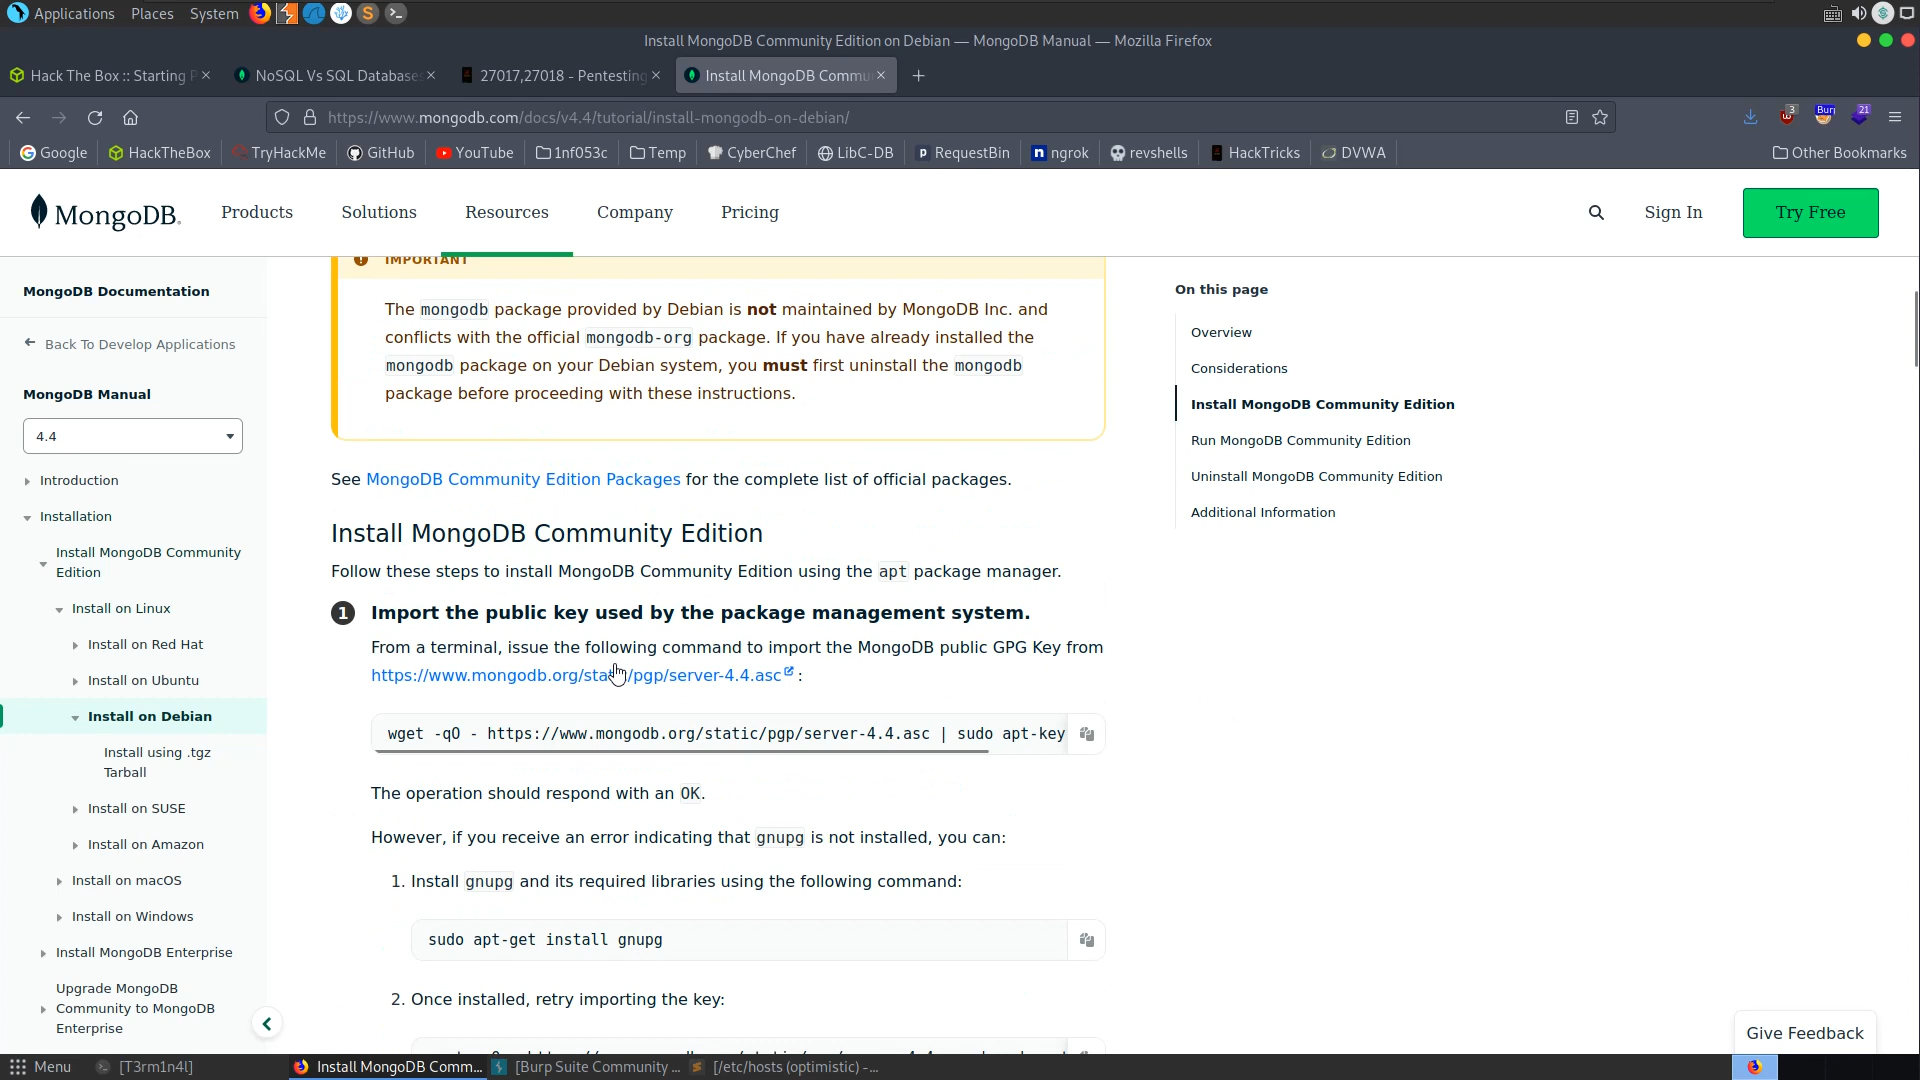 Applications Places System
Install MongoDB Community Edition on Debian — MongoDB Manual — Mozilla Firefox
Hack The Box :: Starting P
NoSQL Vs SQL Databases
27017,27018 - Pentesting
Install MongoDB Commu
https://www.mongodb.com/docs/v4.4/tutorial/install-mongodb-on-debian/
3
Burp
21
Google
HackTheBox
TryHackMe
GitHub
YouTube
1nf053c
Temp
CyberChef
LibC-DB
RequestBin
ngrok
revshells
HackTricks
DVWA
Other Bookmarks
MongoDB.
Products
Solutions
Resources
Company
Pricing
Sign In
Try Free
MongoDB Documentation
Back To Develop Applications
MongoDB Manual
4.4
Introduction
Installation
Install MongoDB Community
Edition
Install on Linux
Install on Red Hat
Install on Ubuntu
Install on Debian
Install using .tgz
Tarball
Install on SUSE
Install on Amazon
Install on macOS
Install on Windows
Install MongoDB Enterprise
Upgrade MongoDB
Community to MongoDB
Enterprise
IMPORTANT
The mongodb package provided by Debian is not maintained by MongoDB Inc. and
conflicts with the official mongodb-org package. If you have already installed the
mongodb package on your Debian system, you must first uninstall the mongodb
package before proceeding with these instructions.
See MongoDB Community Edition Packages for the complete list of official packages.
Install MongoDB Community Edition
Follow these steps to install MongoDB Community Edition using the apt package manager.
1 Import the public key used by the package management system.
From a terminal, issue the following command to import the MongoDB public GPG Key from
https://www.mongodb.org/static/pgp/server-4.4.asc :
wget -qO - https://www.mongodb.org/static/pgp/server-4.4.asc | sudo apt-key
The operation should respond with an OK.
However, if you receive an error indicating that gnupg is not installed, you can:
1. Install gnupg and its required libraries using the following command:
sudo apt-get install gnupg
2. Once installed, retry importing the key:
On this page
Overview
Considerations
Install MongoDB Community Edition
Run MongoDB Community Edition
Uninstall MongoDB Community Edition
Additional Information
Give Feedback
Menu
[T3rm1n4l]
Install MongoDB Comm...
[Burp Suite Community ...
[/etc/hosts (optimistic) -...